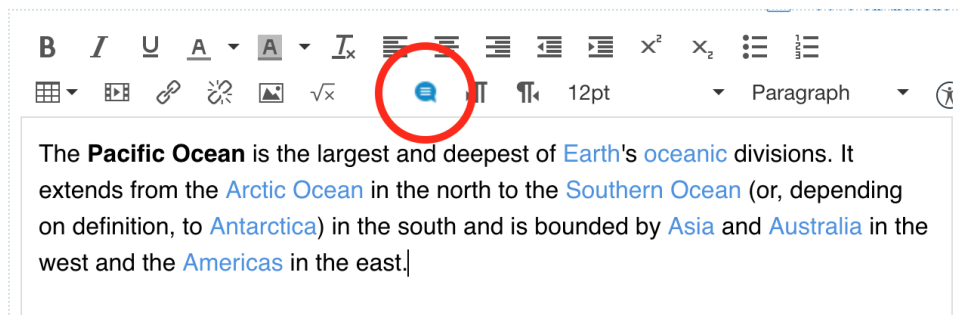 12pt Paragraph
The Pacific Ocean is the largest and deepest of Earth's oceanic divisions. It
extends from the Arctic Ocean in the north to the Southern Ocean (or, depending
on definition, to Antarctica) in the south and is bounded by Asia and Australia in the
west and the Americas in the east.